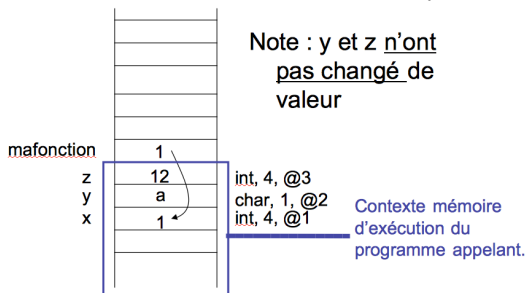 Note : y et z n'ont
pas changé de
valeur
mafonction 1
z 12 int, 4, @3
y a char, 1, @2
x 1 int, 4, @1
Contexte mémoire
d'exécution du
programme appelant.